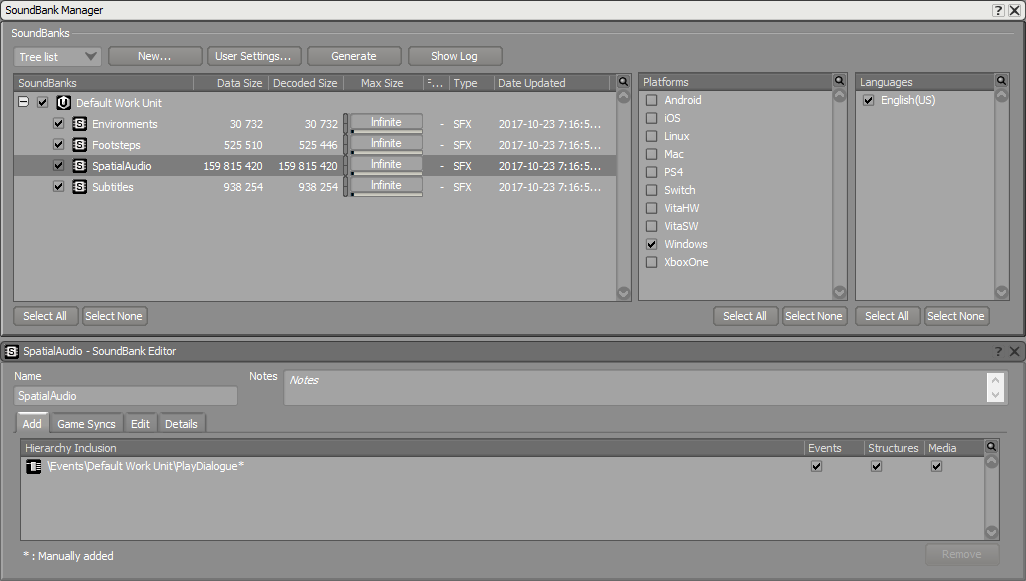 SoundBank Manager
SoundBanks
Tree list New... User Settings... Generate Show Log
SoundBanks Data Size Decoded Size Max Size F... Type Date Updated
Default Work Unit
Environments 30 732 30 732 Infinite - SFX 2017-10-23 7:16:5...
Footsteps 525 510 525 446 Infinite - SFX 2017-10-23 7:16:5...
SpatialAudio 159 815 420 159 815 420 Infinite - SFX 2017-10-23 7:16:5...
Subtitles 938 254 938 254 Infinite - SFX 2017-10-23 7:16:5...
Select All Select None
Platforms
Android
iOS
Linux
Mac
PS4
Switch
VitaHW
VitaSW
Windows
XboxOne
Select All Select None
Languages
English(US)
Select All Select None
SpatialAudio - SoundBank Editor
Name Notes Notes
SpatialAudio
Add Game Syncs Edit Details
Hierarchy Inclusion Events Structures Media
\Events\Default Work Unit\PlayDialogue*
* : Manually added
Remove